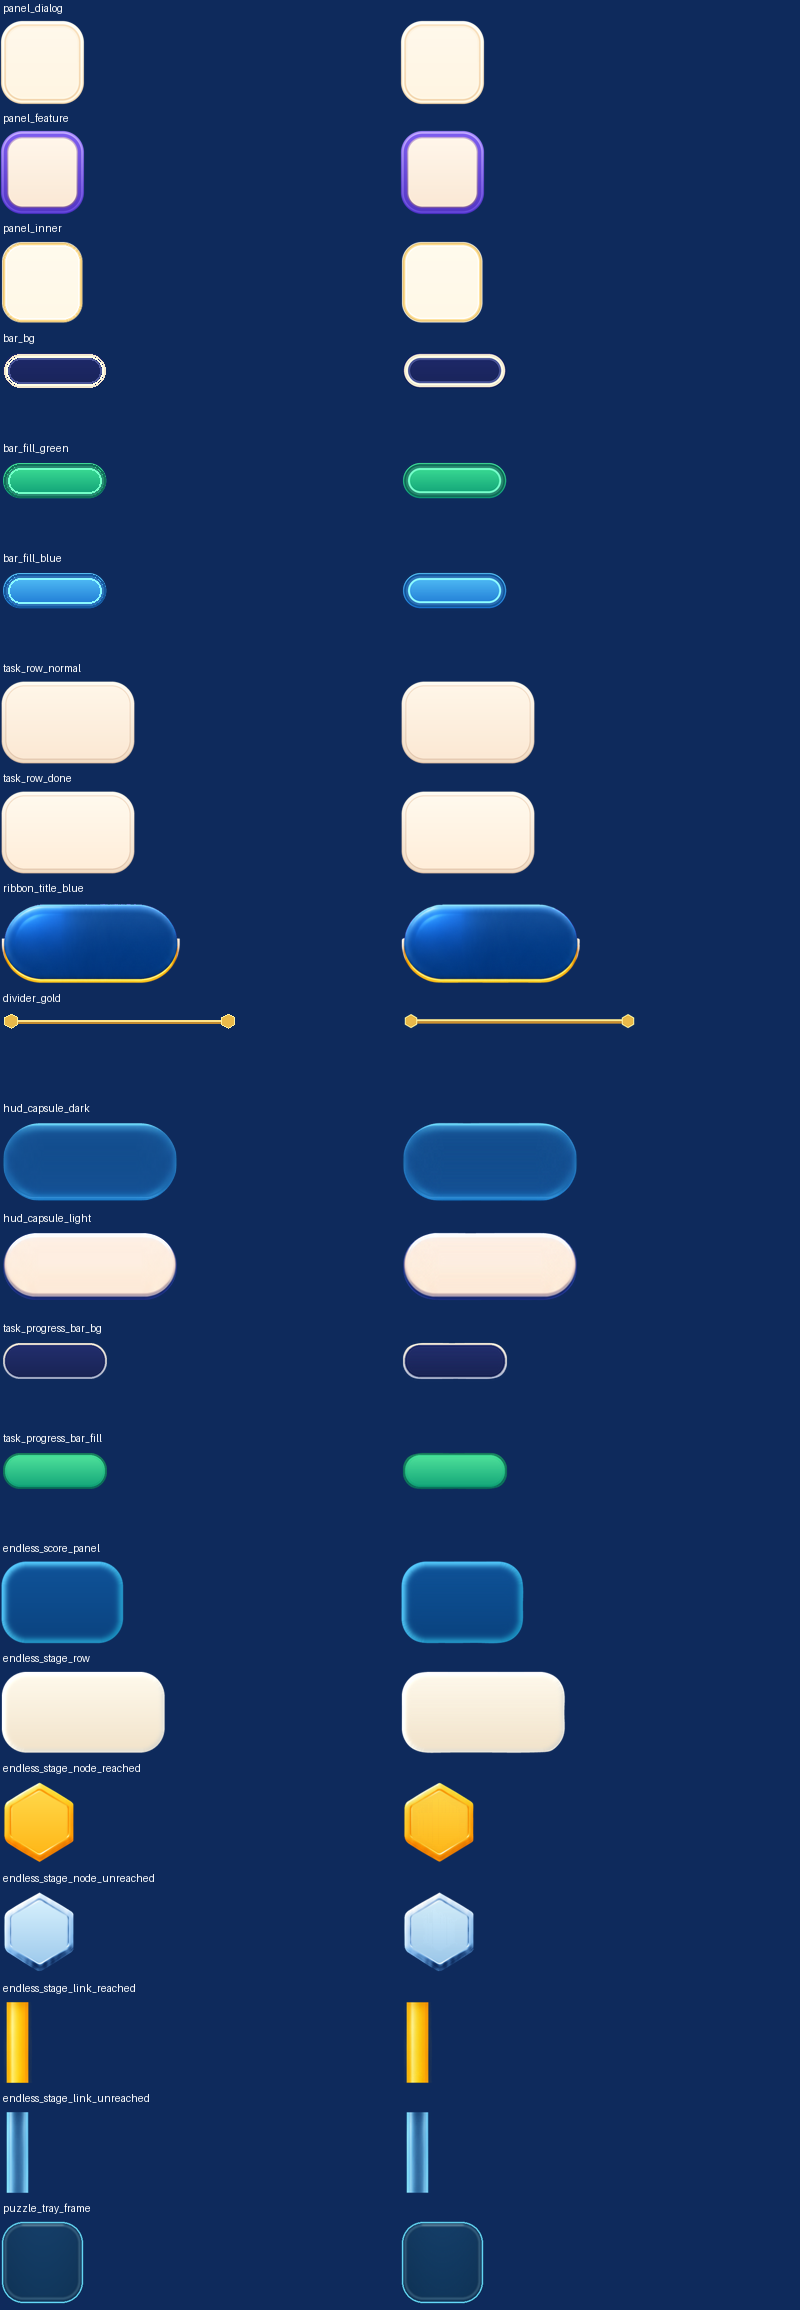 panel_dialog
panel_feature
panel_inner
bar_bg
bar_fill_green
bar_fill_blue
task_row_normal
task_row_done
ribbon_title_blue
divider_gold
hud_capsule_dark
hud_capsule_light
task_progress_bar_bg
task_progress_bar_fill
endless_score_panel
endless_stage_row
endless_stage_node_reached
endless_stage_node_unreached
endless_stage_link_reached
endless_stage_link_unreached
puzzle_tray_frame